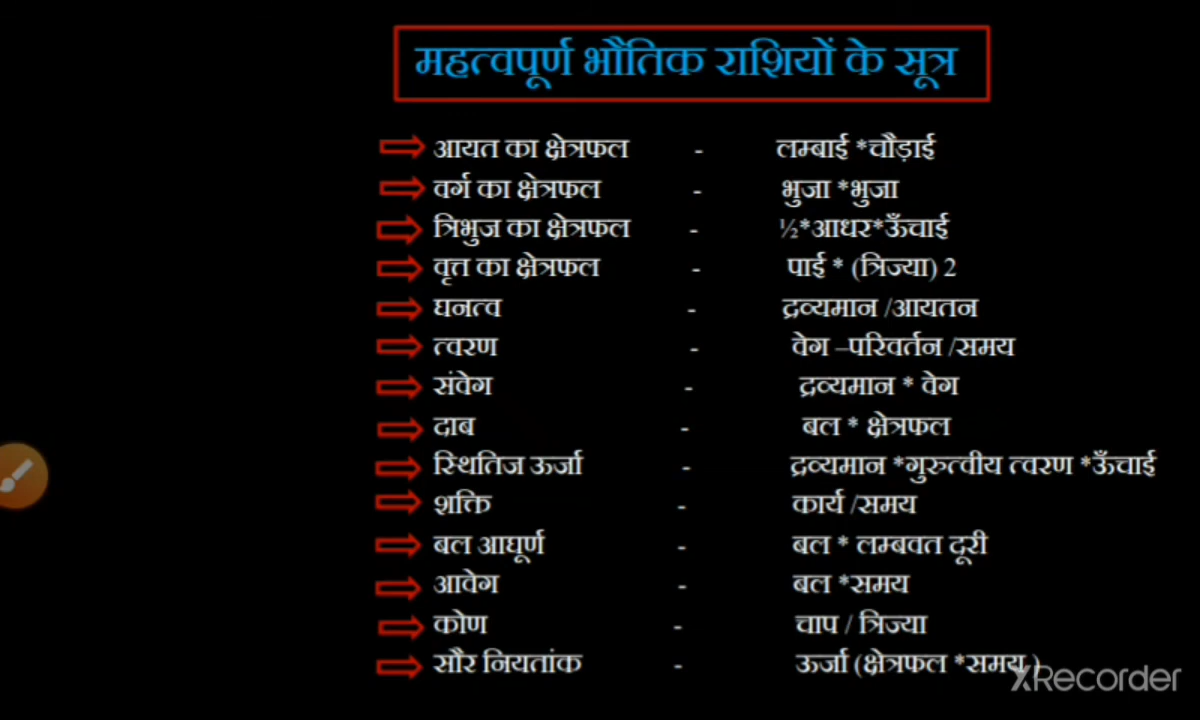 महत्वपूर्ण भौतिक राशियों के सूत्र
आयत का क्षेत्रफल - लम्बाई *चौड़ाई
वर्ग का क्षेत्रफल - भुजा *भुजा
त्रिभुज का क्षेत्रफल - ½*आधर*ऊँचाई
वृत्त का क्षेत्रफल - पाई * (त्रिज्या) 2
घनत्व - द्रव्यमान /आयतन
त्वरण - वेग –परिवर्तन /समय
संवेग - द्रव्यमान * वेग
दाब - बल * क्षेत्रफल
स्थितिज ऊर्जा - द्रव्यमान *गुरुत्वीय त्वरण *ऊँचाई
शक्ति - कार्य /समय
बल आघूर्ण - बल * लम्बवत दूरी
आवेग - बल *समय
कोण - चाप / त्रिज्या
सौर नियतांक - ऊर्जा (क्षेत्रफल *समय )
XRecorder